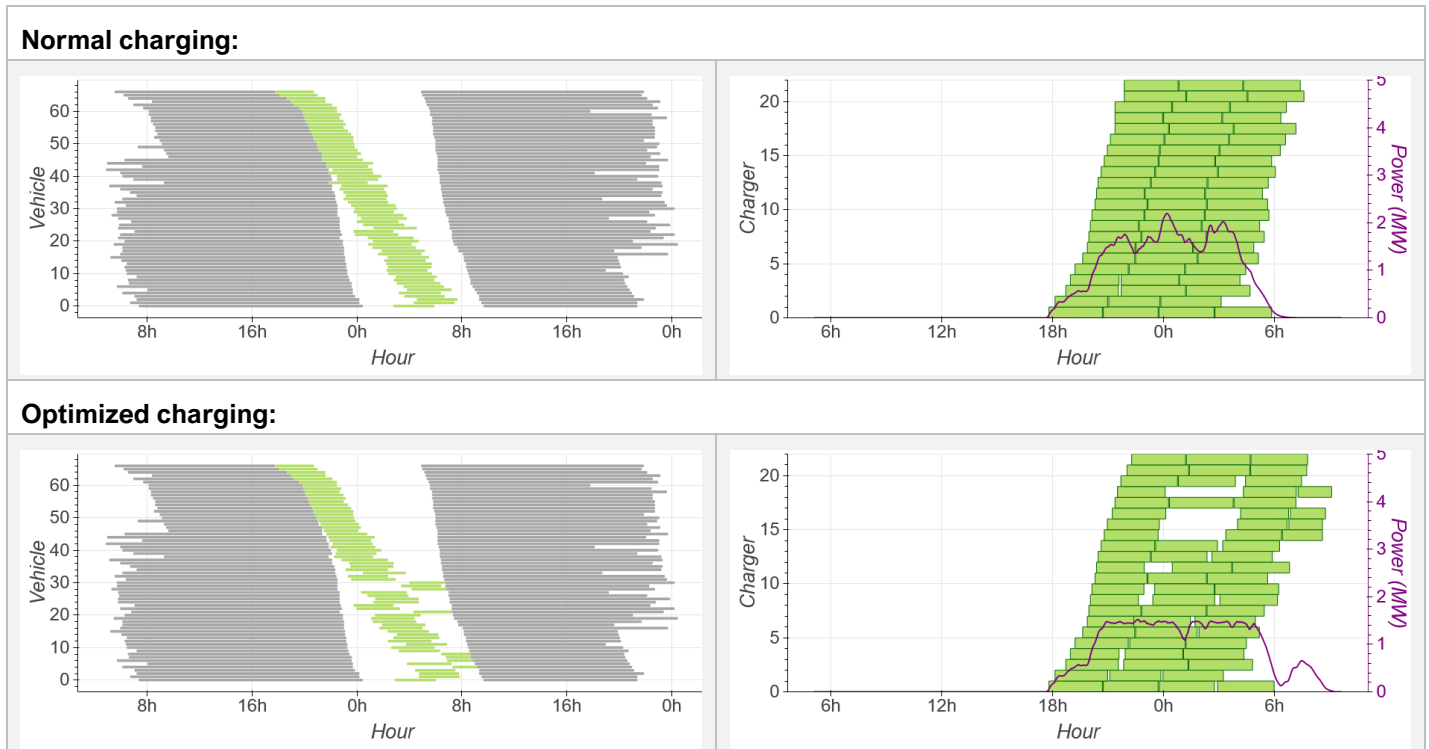 Normal charging:
60
50
40
30
20
10
0
Vehicle
8h 16h 0h 8h 16h 0h
Hour
20
15
10
5
0
Charger
5
4
3
2
1
0
Power (MW)
6h 12h 18h 0h 6h
Hour
Optimized charging:
60
50
40
30
20
10
0
Vehicle
8h 16h 0h 8h 16h 0h
Hour
20
15
10
5
0
Charger
5
4
3
2
1
0
Power (MW)
6h 12h 18h 0h 6h
Hour